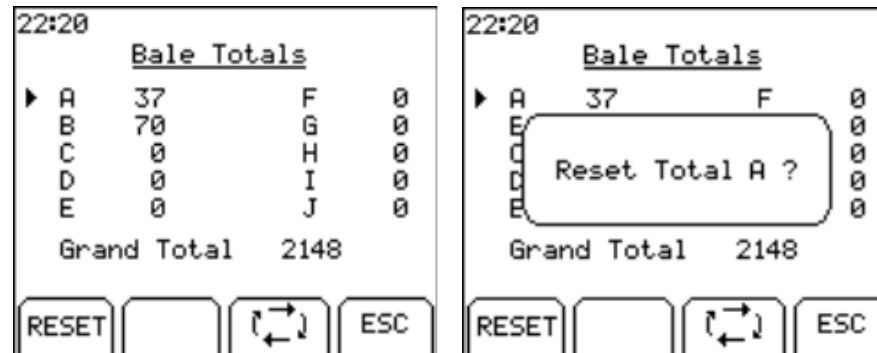 22:20
Bale Totals
A 37 F 0
B 70 G 0
C 0 H 0
D 0 I 0
E 0 J 0
Grand Total 2148
RESET ESC
22:20
Bale Totals
A 37 F 0
E 0
C 0
D 0
E 0
Reset Total A ?
Grand Total 2148
RESET ESC